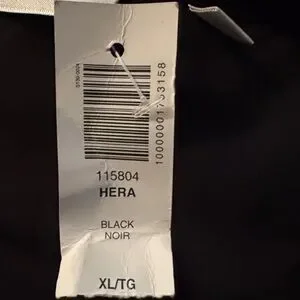 115804
HERA
BLACK
NOIR
XL/TG